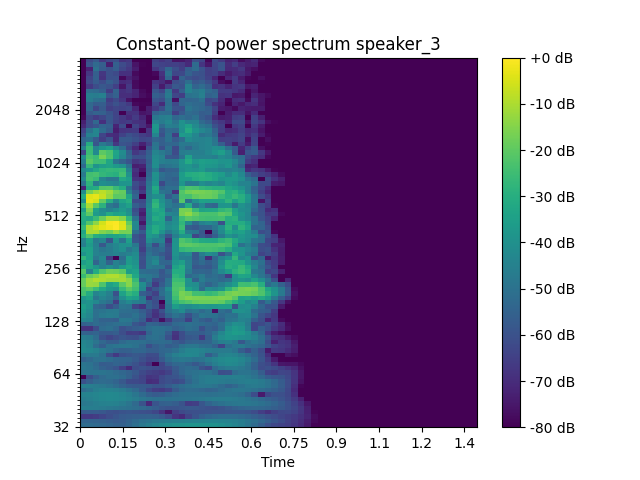 Constant-Q power spectrum speaker_3
Hz
2048
1024
512
256
128
64
32
0 0.15 0.3 0.45 0.6 0.75 0.9 1.1 1.2 1.4
Time
+0 dB
-10 dB
-20 dB
-30 dB
-40 dB
-50 dB
-60 dB
-70 dB
-80 dB